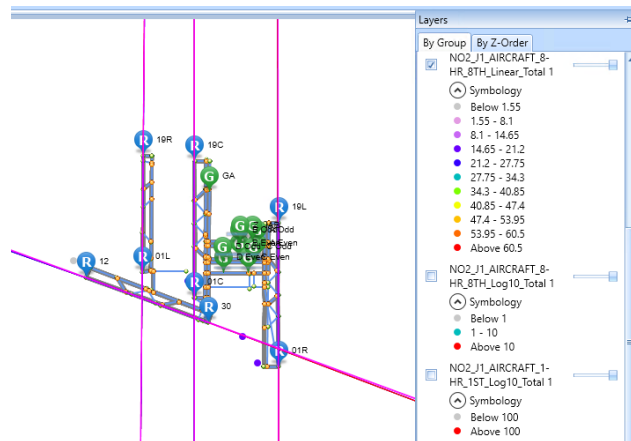 Layers
By Group
By Z-Order
NO2_J1_AIRCRAFT_8-
HR_8TH_Linear_Total 1
Symbology
Below 1.55
1.55 - 8.1
8.1 - 14.65
14.65 - 21.2
21.2 - 27.75
27.75 - 34.3
34.3 - 40.85
40.85 - 47.4
47.4 - 53.95
53.95 - 60.5
Above 60.5
NO2_J1_AIRCRAFT_8-
HR_8TH_Log10_Total 1
Symbology
Below 1
1 - 10
Above 10
NO2_J1_AIRCRAFT_1-
HR_1ST_Log10_Total 1
Symbology
Below 100
Above 100
R 19R
R 19C
G GA
R 19L
G
R 01L
R 12
R 01C
R 30
R 01R